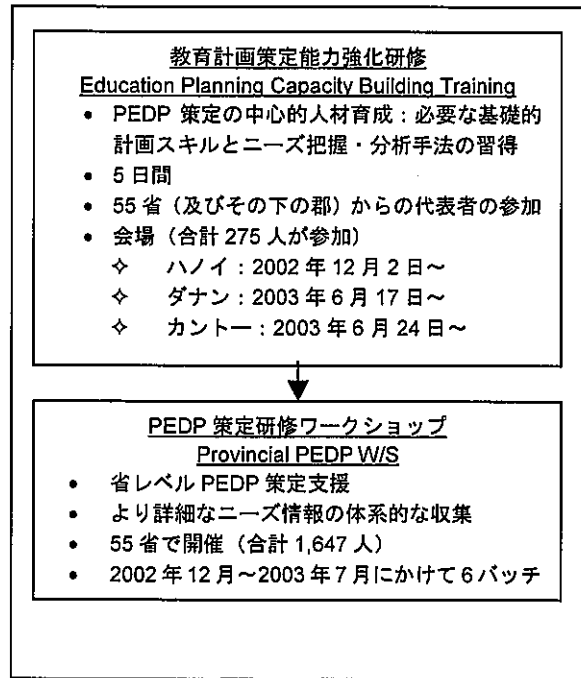 教育計画策定能力強化研修
Education Planning Capacity Building Training
• PEDP 策定の中心的人材育成：必要な基礎的
計画スキルとニーズ把握・分析手法の習得
• 5 日間
• 55 省（及びその下の郡）からの代表者の参加
• 会場（合計 275 人が参加）
✧ ハノイ：2002 年 12 月 2 日～
✧ ダナン：2003 年 6 月 17 日～
✧ カントー：2003 年 6 月 24 日～
PEDP 策定研修ワークショップ
Provincial PEDP W/S
• 省レベル PEDP 策定支援
• より詳細なニーズ情報の体系的な収集
• 55 省で開催（合計 1,647 人）
• 2002 年 12 月～2003 年 7 月にかけて 6 バッチ